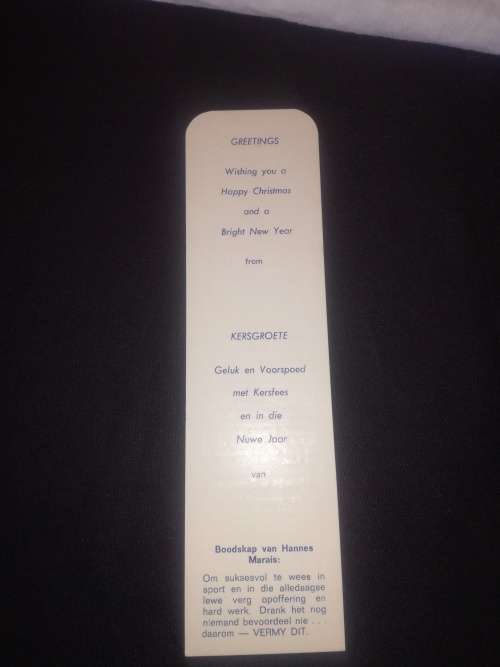 GREETINGS
Wishing you a
Happy Christmas
and a
Bright New Year
from
KERSGROETE
Geluk en Voorspoed
met Kersfees
en in die
Nuwe Jaar
van
Boodskap van Hannes
Marais:
Om suksesvol te wees in
sport en in die alledaagse
lewe verg opoffering en
hard werk. Drank het nog
niemand bevoordeel nie . . .
daarom — VERMY DIT.